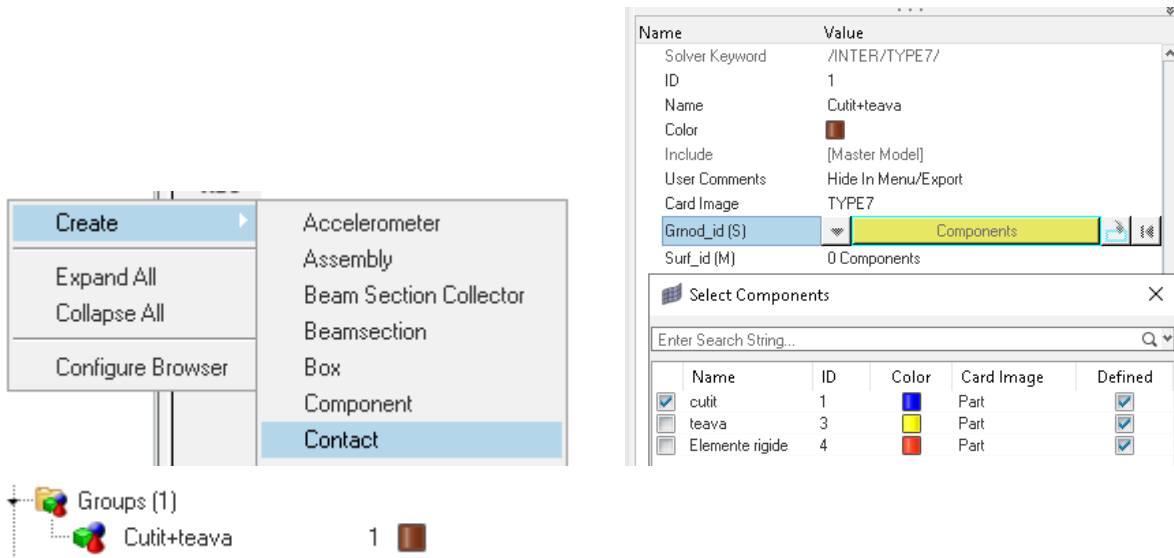 Create
Expand All
Collapse All
Configure Browser
Accelerometer
Assembly
Beam Section Collector
Beamsection
Box
Component
Contact
Groups (1)
Cutit+teava 1
Name Value
Solver Keyword /INTER/TYPE7/
ID 1
Name Cutit+teava
Color
Include [Master Model]
User Comments Hide In Menu/Export
Card Image TYPE7
Grnod_id (S) Components
Surf_id (M) 0 Components
Select Components
Enter Search String...
Name ID Color Card Image Defined
cutit 1 Part
teava 3 Part
Elemente rigide 4 Part